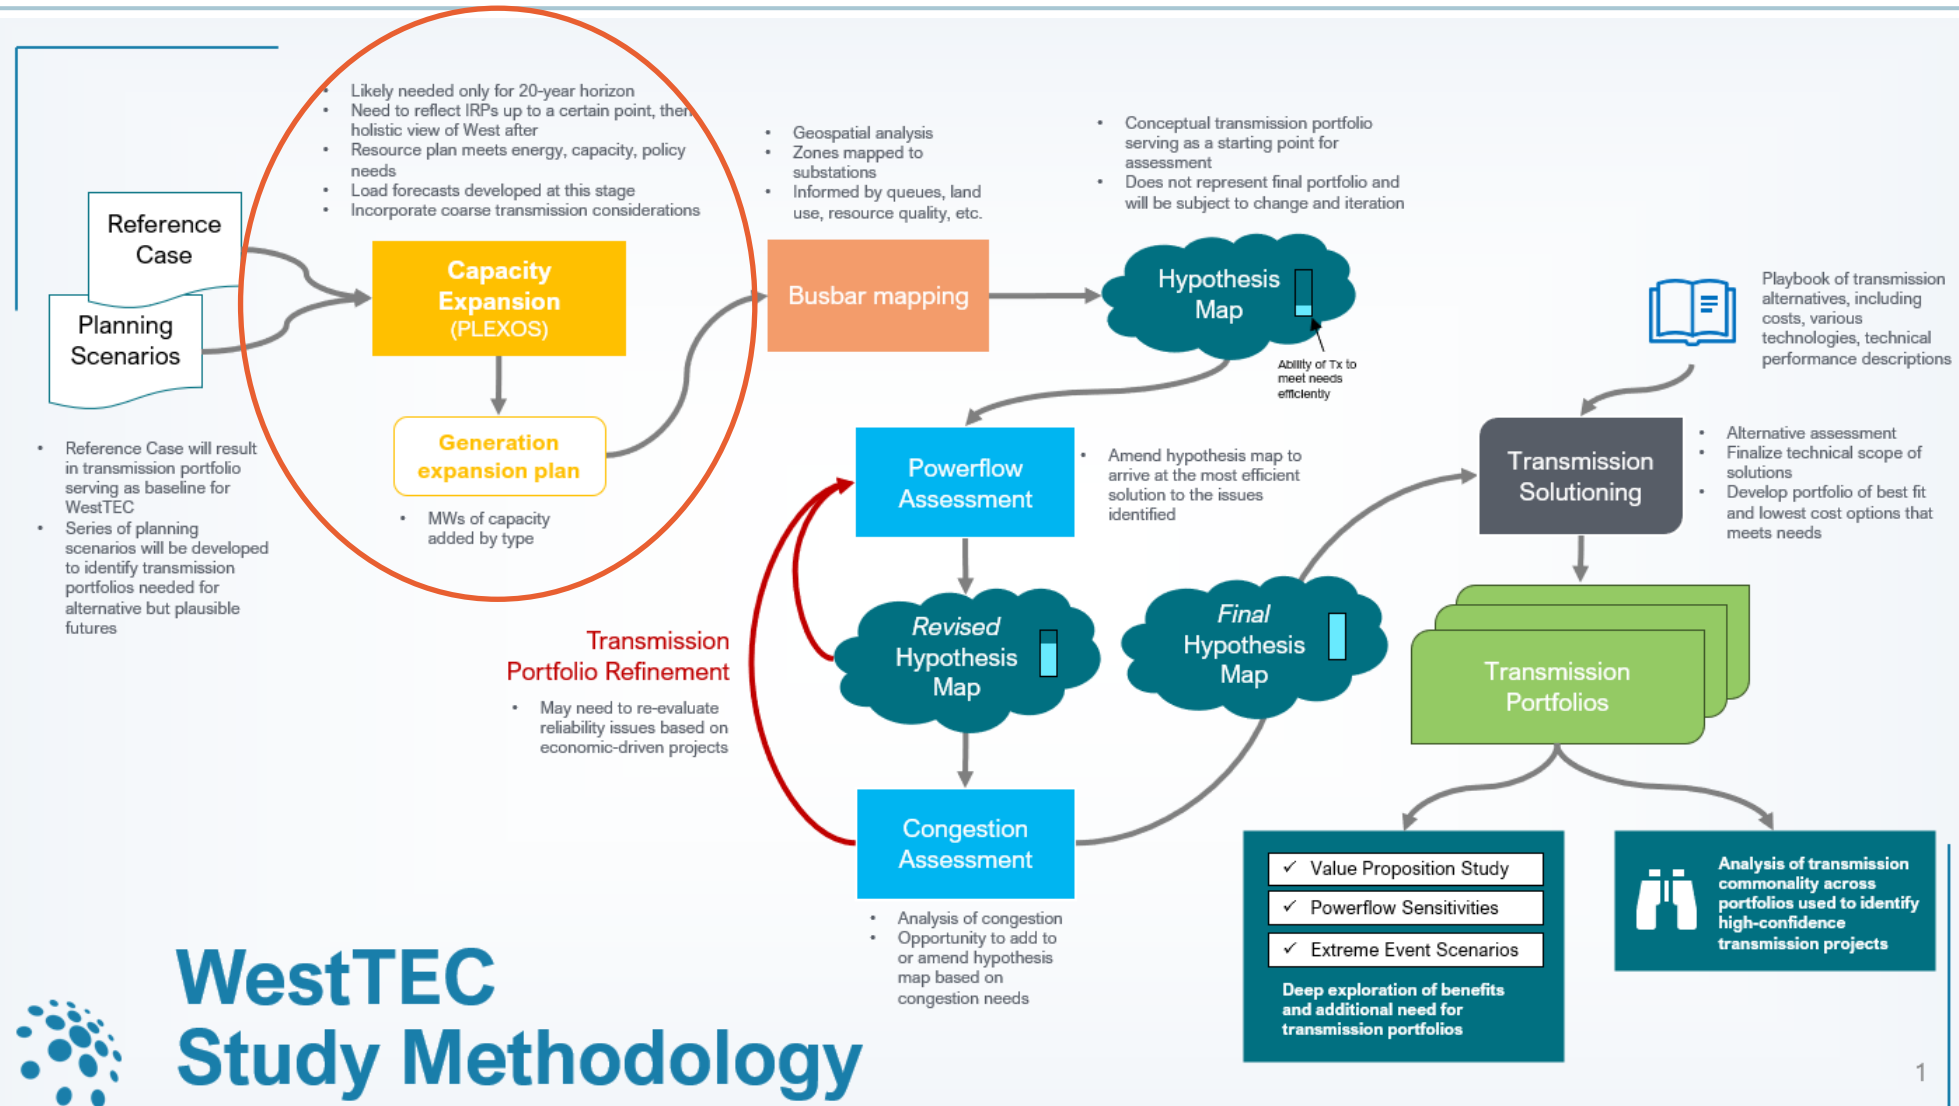 • Likely needed only for 20-year horizon
• Need to reflect IRPs up to a certain point, then
holistic view of West after
• Resource plan meets energy, capacity, policy
needs
• Load forecasts developed at this stage
• Incorporate coarse transmission considerations
Reference
Case
Planning
Scenarios
• Reference Case will result
in transmission portfolio
serving as baseline for
WestTEC
• Series of planning
scenarios will be developed
to identify transmission
portfolios needed for
alternative but plausible
futures
Capacity
Expansion
(PLEXOS)
Generation
expansion plan
• MWs of capacity
added by type
• Geospatial analysis
• Zones mapped to
substations
• Informed by queues, land
use, resource quality, etc.
Busbar mapping
• Conceptual transmission portfolio
serving as a starting point for
assessment
• Does not represent final portfolio and
will be subject to change and iteration
Hypothesis
Map
Ability of Tx to
meet needs
efficiently
Powerflow
Assessment
• Amend hypothesis map to
arrive at the most efficient
solution to the issues
identified
Transmission
Portfolio Refinement
• May need to re-evaluate
reliability issues based on
economic-driven projects
Revised
Hypothesis
Map
Congestion
Assessment
• Analysis of congestion
• Opportunity to add to
or amend hypothesis
map based on
congestion needs
Final
Hypothesis
Map
Playbook of transmission
alternatives, including
costs, various
technologies, technical
performance descriptions
Transmission
Solutioning
• Alternative assessment
• Finalize technical scope of
solutions
• Develop portfolio of best fit
and lowest cost options that
meets needs
Transmission
Portfolios
✓ Value Proposition Study
✓ Powerflow Sensitivities
✓ Extreme Event Scenarios
Deep exploration of benefits
and additional need for
transmission portfolios
Analysis of transmission
commonality across
portfolios used to identify
high-confidence
transmission projects
WestTEC
Study Methodology
1